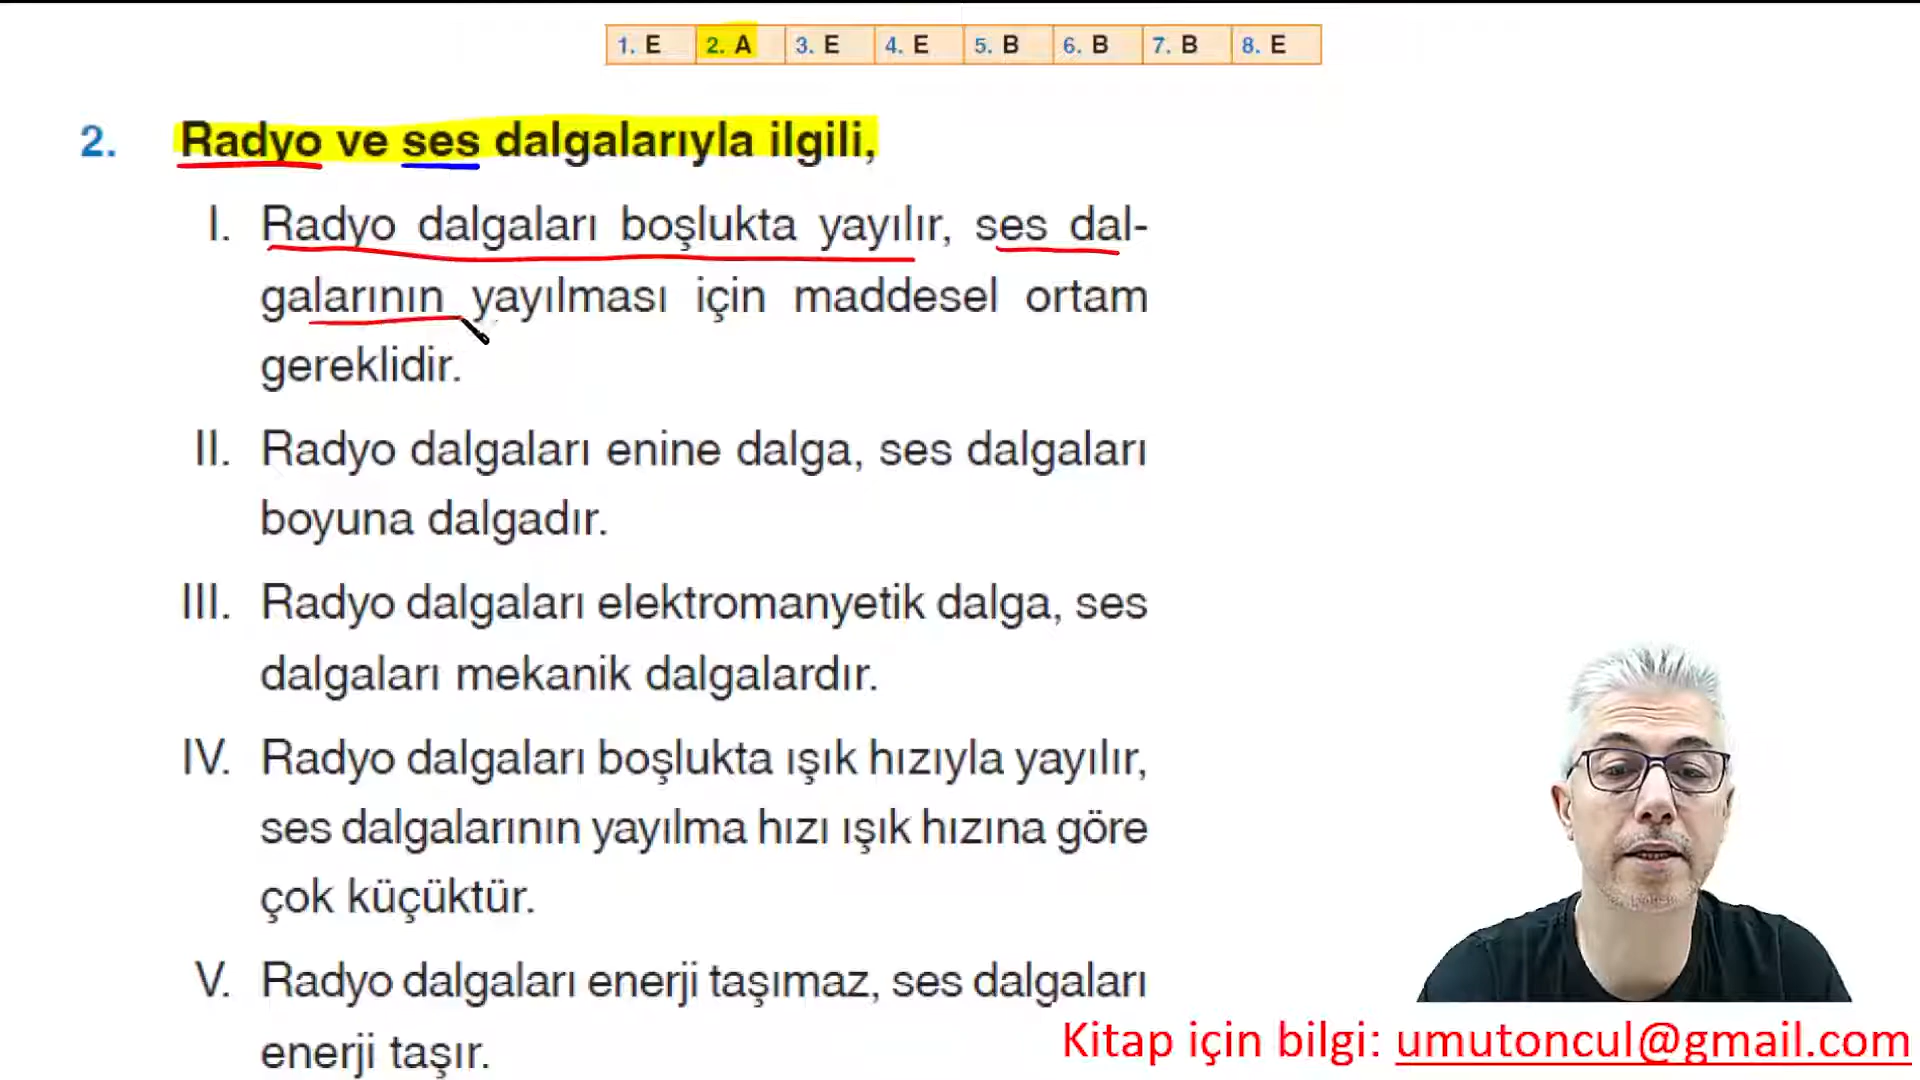 1. E 2. A 3. E 4. E 5. B 6. B 7. B 8. E
2. Radyo ve ses dalgalarıyla ilgili,
I. Radyo dalgaları boşlukta yayılır, ses dal-
galarının yayılması için maddesel ortam
gereklidir.
II. Radyo dalgaları enine dalga, ses dalgaları
boyuna dalgadır.
III. Radyo dalgaları elektromanyetik dalga, ses
dalgaları mekanik dalgalardır.
IV. Radyo dalgaları boşlukta ışık hızıyla yayılır,
ses dalgalarının yayılma hızı ışık hızına göre
çok küçüktür.
V. Radyo dalgaları enerji taşımaz, ses dalgaları
enerji taşır.
Kitap için bilgi: umutoncul@gmail.com